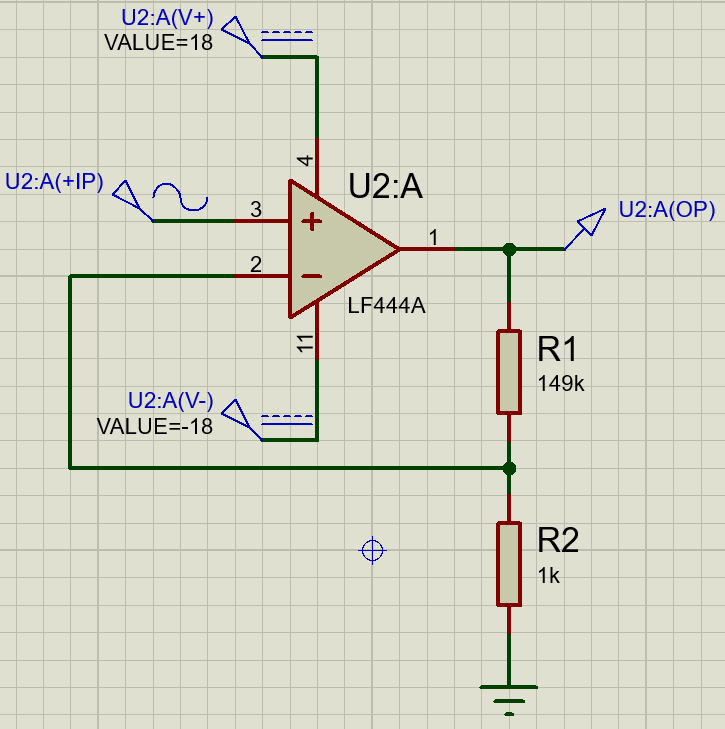 U2:A(V+)
VALUE=18
4
U2:A(+IP)
U2:A
3
1
U2:A(OP)
2
LF444A
11
R1
149k
U2:A(V-)
VALUE=-18
R2
1k